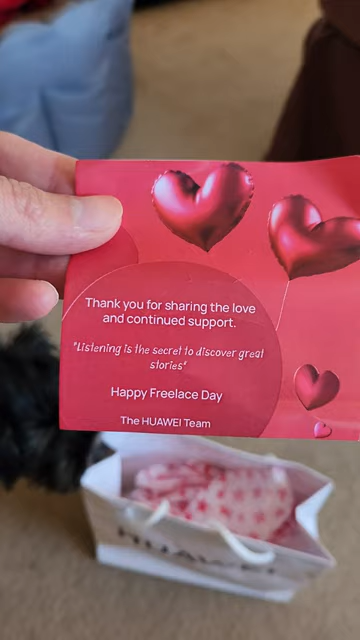 Thank you for sharing the love
and continued support.
"Listening is the secret to discover great
stories"
Happy Freelace Day
The HUAWEI Team
HUAWEI